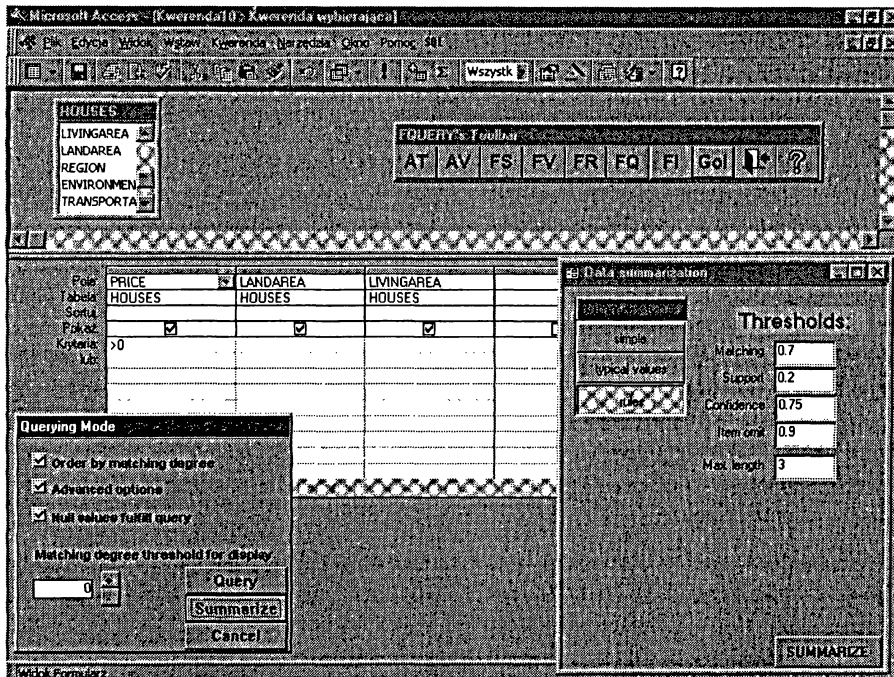 Microsoft Access - [Kwerenda10 : Kwerenda wybierająca]
Plik Edycja Widok Wstaw Kwerenda Narzędzia Okno Pomoc SQL
Wszystk
HOUSES
LIVINGAREA
LANDAREA
REGION
ENVIRONMEN
TRANSPORTA
FQUERY's Toolbar
AT AV FS FV FR FQ FI Go! ?
Pole: PRICE LANDAREA LIVINGAREA
Tabela: HOUSES HOUSES HOUSES
Sortuj:
Pokaż:
Kryteria: >0
lub:
Querying Mode
Order by matching degree
Advanced options
Null values fulfill query
Matching degree threshold for display
0
Query
Summarize
Cancel
Data summarization
simple
typical values
rules
Thresholds:
Matching 0.7
Support 0.2
Confidence 0.75
Item omit 0.9
Max length 3
SUMMARIZE
Widok Formularz